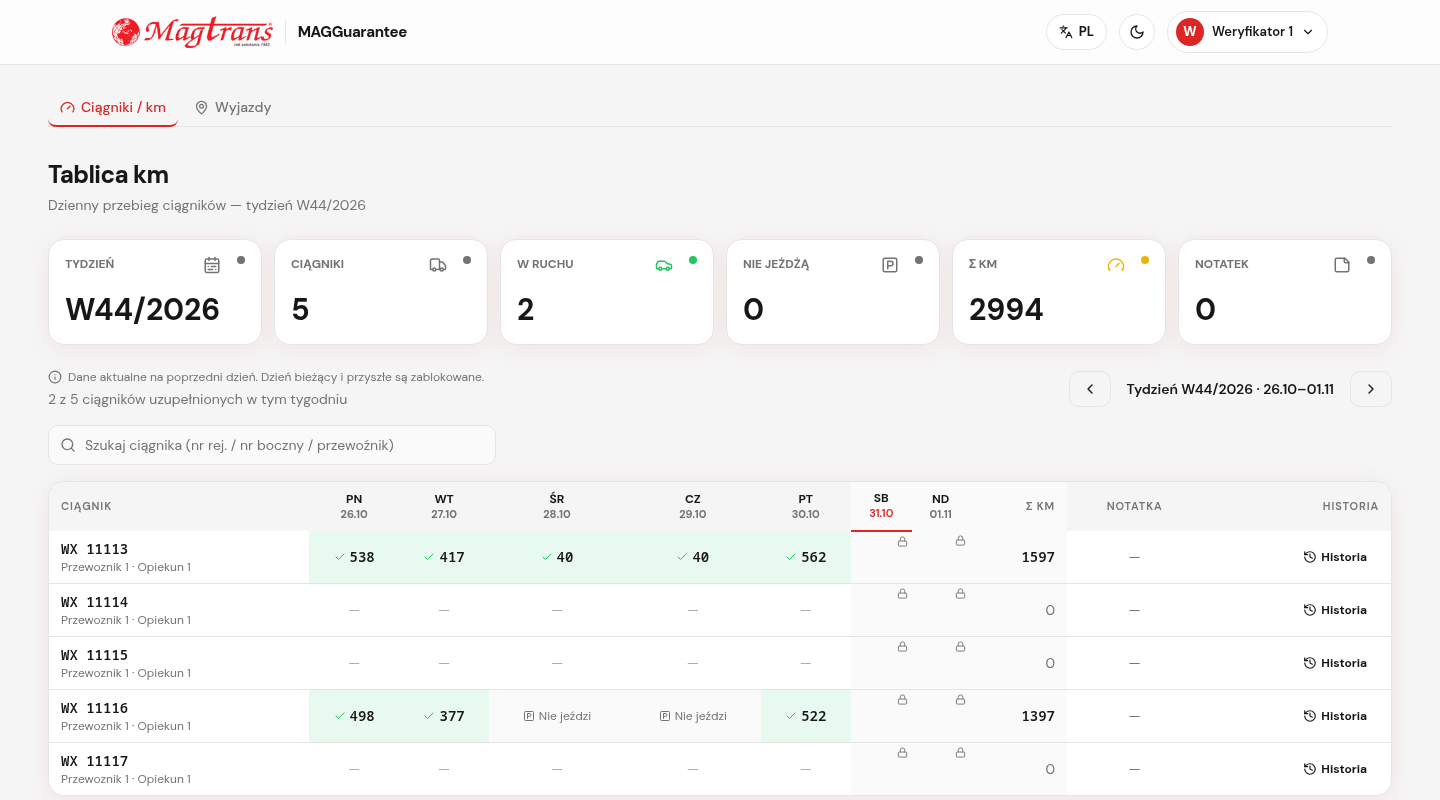 Magtrans
rok założenia 1982
MAGGuarantee
PL
W
Weryfikator 1
Ciągniki / km
Wyjazdy
Tablica km
Dzienny przebieg ciągników — tydzień W44/2026
TYDZIEŃ
W44/2026
CIĄGNIKI
5
W RUCHU
2
NIE JEŻDŻĄ
0
Σ KM
2994
NOTATEK
0
Dane aktualne na poprzedni dzień. Dzień bieżący i przyszłe są zablokowane.
2 z 5 ciągników uzupełnionych w tym tygodniu
Tydzień W44/2026 · 26.10–01.11
Szukaj ciągnika (nr rej. / nr boczny / przewoźnik)
CIĄGNIK PN WT ŚR CZ PT SB ND Σ KM NOTATKA HISTORIA
26.10 27.10 28.10 29.10 30.10 31.10 01.11
WX 11113 538 417 40 40 562 1597 — Historia
Przewoznik 1 · Opiekun 1
WX 11114 — — — — — 0 — Historia
Przewoznik 1 · Opiekun 1
WX 11115 — — — — — 0 — Historia
Przewoznik 1 · Opiekun 1
WX 11116 498 377 P Nie jeździ P Nie jeździ 522 1397 — Historia
Przewoznik 1 · Opiekun 1
WX 11117 — — — — — 0 — Historia
Przewoznik 1 · Opiekun 1